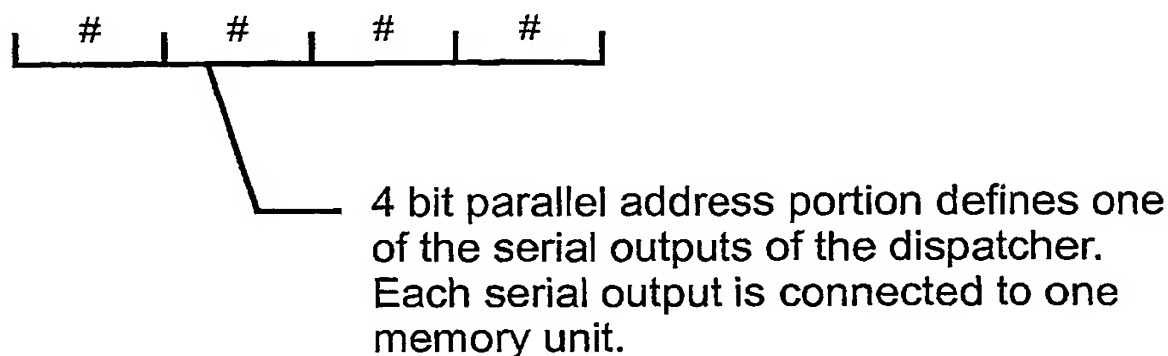 # # # #
4 bit parallel address portion defines one
of the serial outputs of the dispatcher.
Each serial output is connected to one
memory unit.